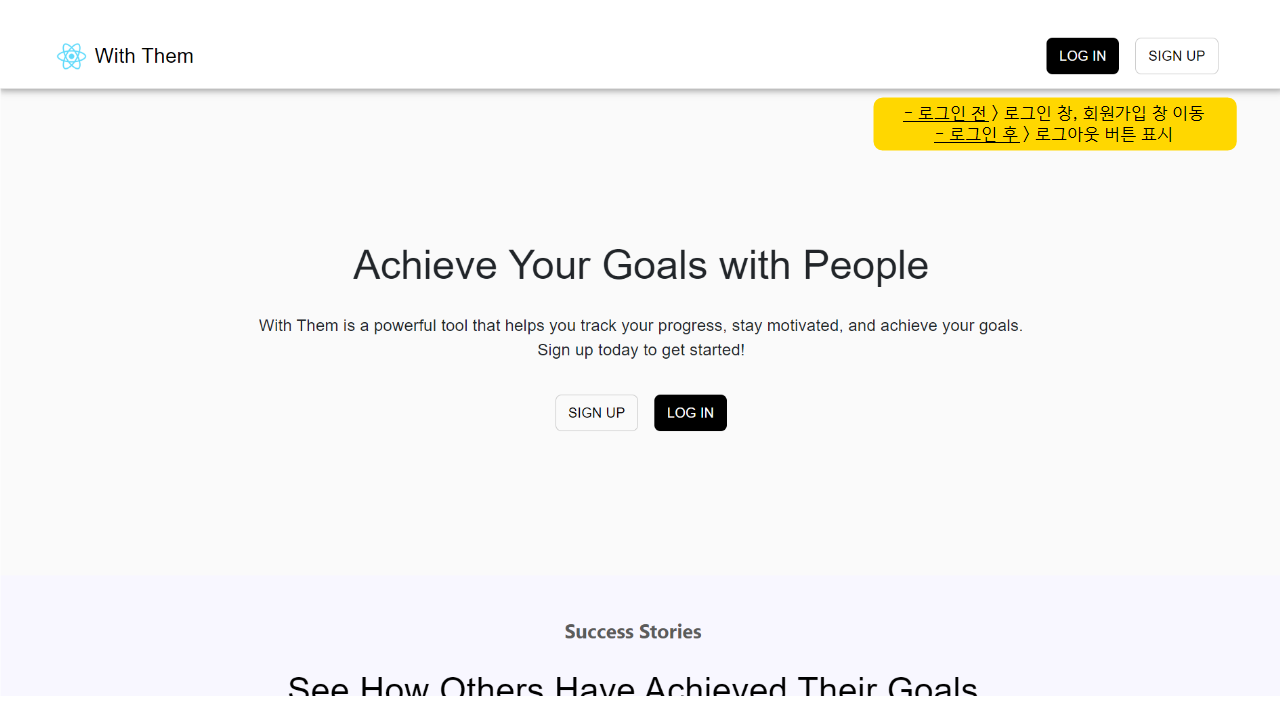 With Them
LOG IN
SIGN UP
- 로그인 전 > 로그인 창, 회원가입 창 이동
- 로그인 후 > 로그아웃 버튼 표시
Achieve Your Goals with People
With Them is a powerful tool that helps you track your progress, stay motivated, and achieve your goals.
Sign up today to get started!
SIGN UP
LOG IN
Success Stories
See How Others Have Achieved Their Goals